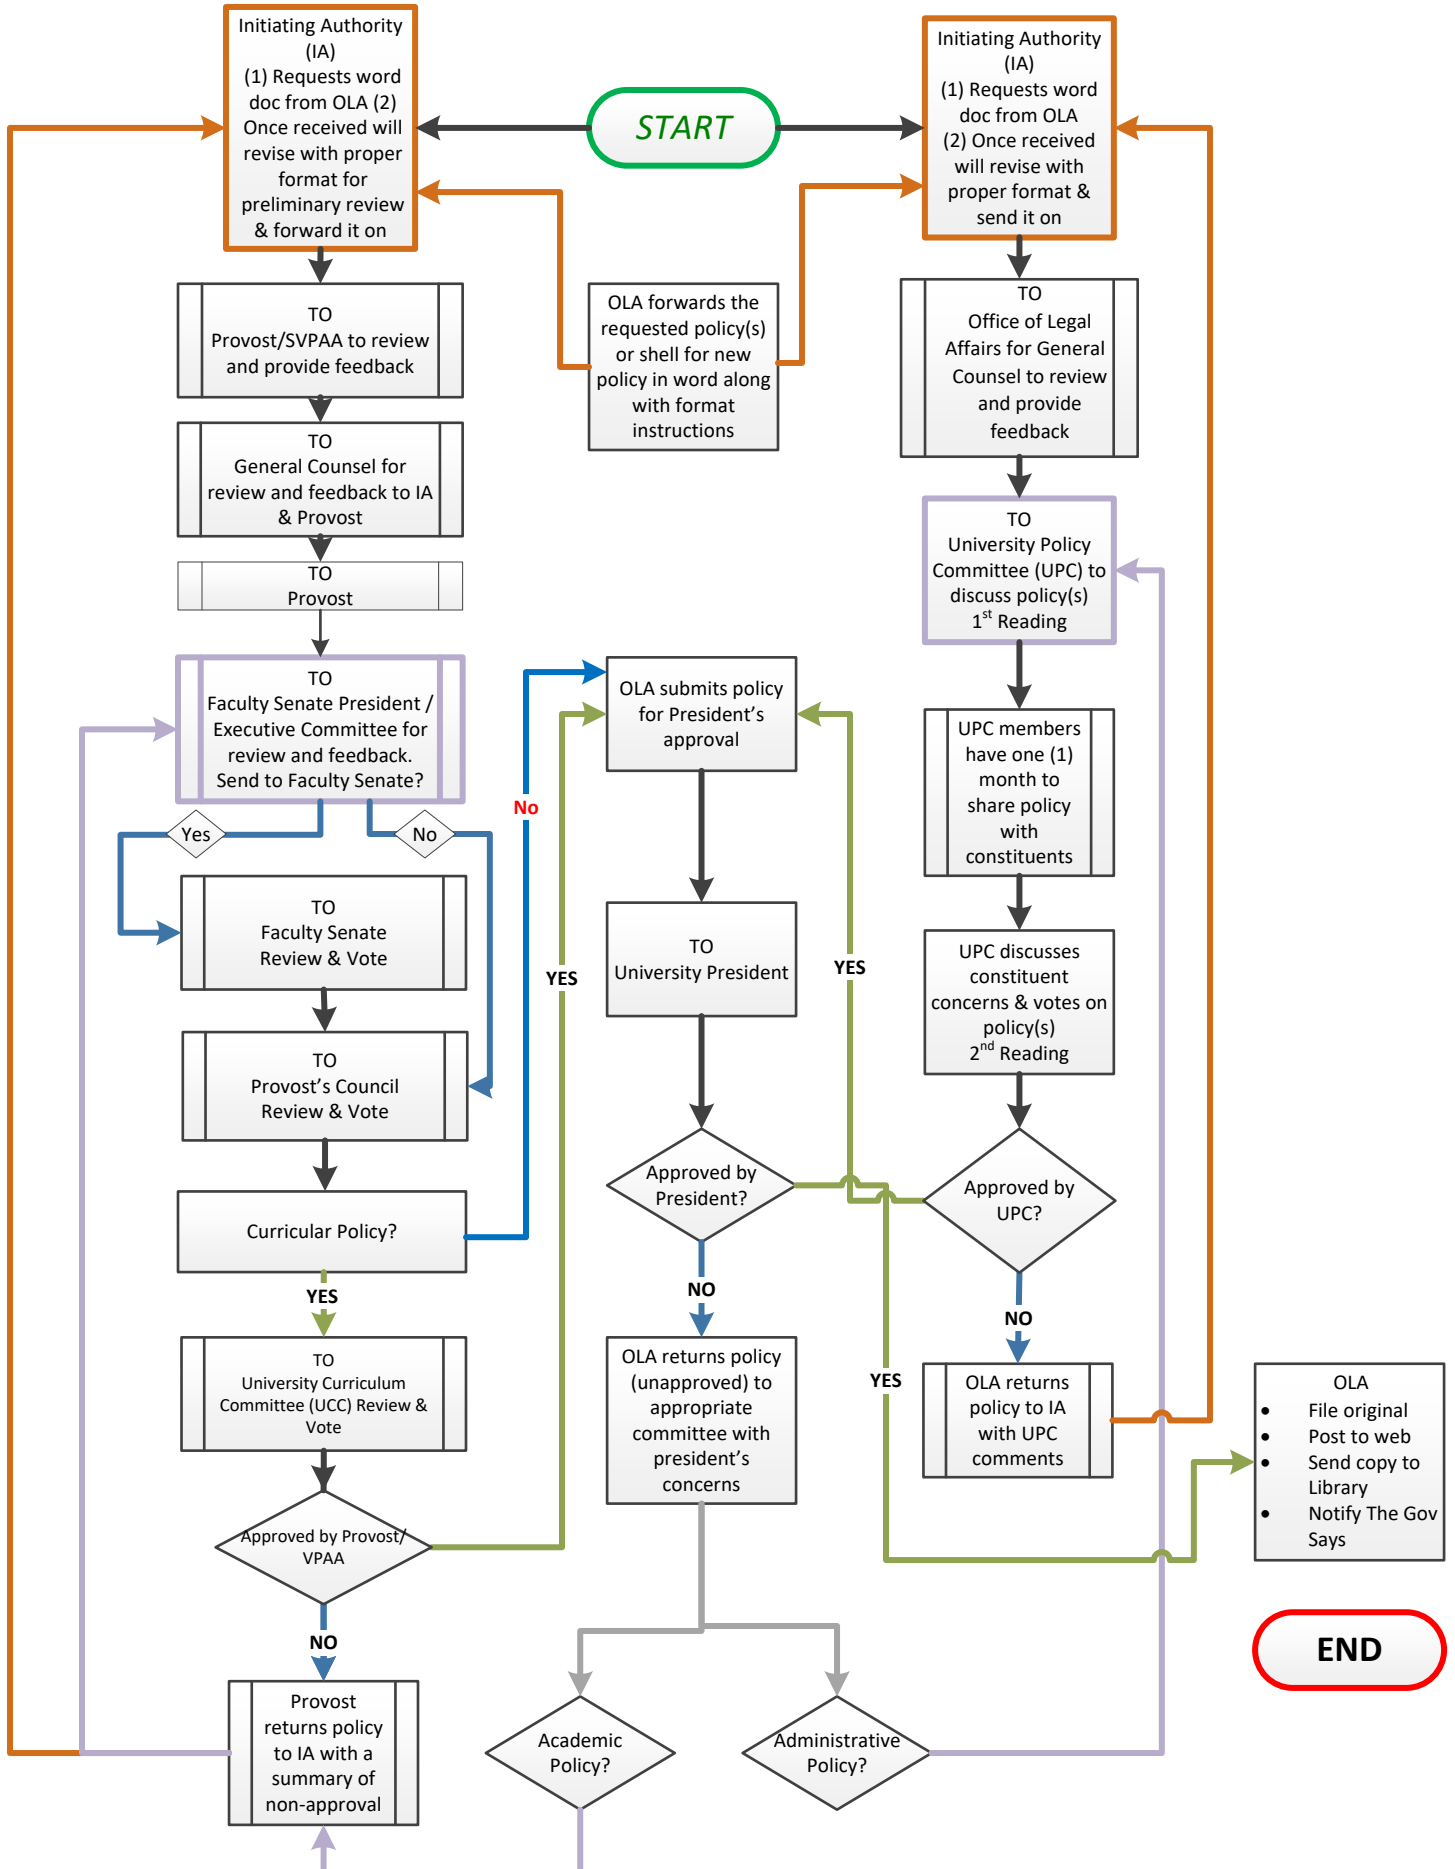 Initiating Authority
(IA)
(1) Requests word
doc from OLA (2)
Once received will
revise with proper
format for
preliminary review
& forward it on
START
Initiating Authority
(IA)
(1) Requests word
doc from OLA
(2) Once received
will revise with
proper format &
send it on
TO
Provost/SVPAA to review
and provide feedback
OLA forwards the
requested policy(s)
or shell for new
policy in word along
with format
instructions
TO
Office of Legal
Affairs for General
Counsel to review
and provide
feedback
TO
General Counsel for
review and feedback to IA
& Provost
TO
Provost
TO
University Policy
Committee (UPC) to
discuss policy(s)
1st Reading
TO
Faculty Senate President /
Executive Committee for
review and feedback.
Send to Faculty Senate?
OLA submits policy
for President's
approval
UPC members
have one (1)
month to
share policy
with
constituents
No
Yes
No
TO
Faculty Senate
Review & Vote
TO
University President
YES
YES
UPC discusses
constituent
concerns & votes on
policy(s)
2nd Reading
TO
Provost's Council
Review & Vote
Approved by
President?
Approved by
UPC?
Curricular Policy?
YES
NO
NO
TO
University Curriculum
Committee (UCC) Review &
Vote
OLA returns policy
(unapproved) to
appropriate
committee with
president's
concerns
YES
OLA returns
policy to IA
with UPC
comments
OLA
• File original
• Post to web
• Send copy to
Library
• Notify The Gov
Says
Approved by Provost/
VPAA
NO
END
Provost
returns policy
to IA with a
summary of
non-approval
Academic
Policy?
Administrative
Policy?